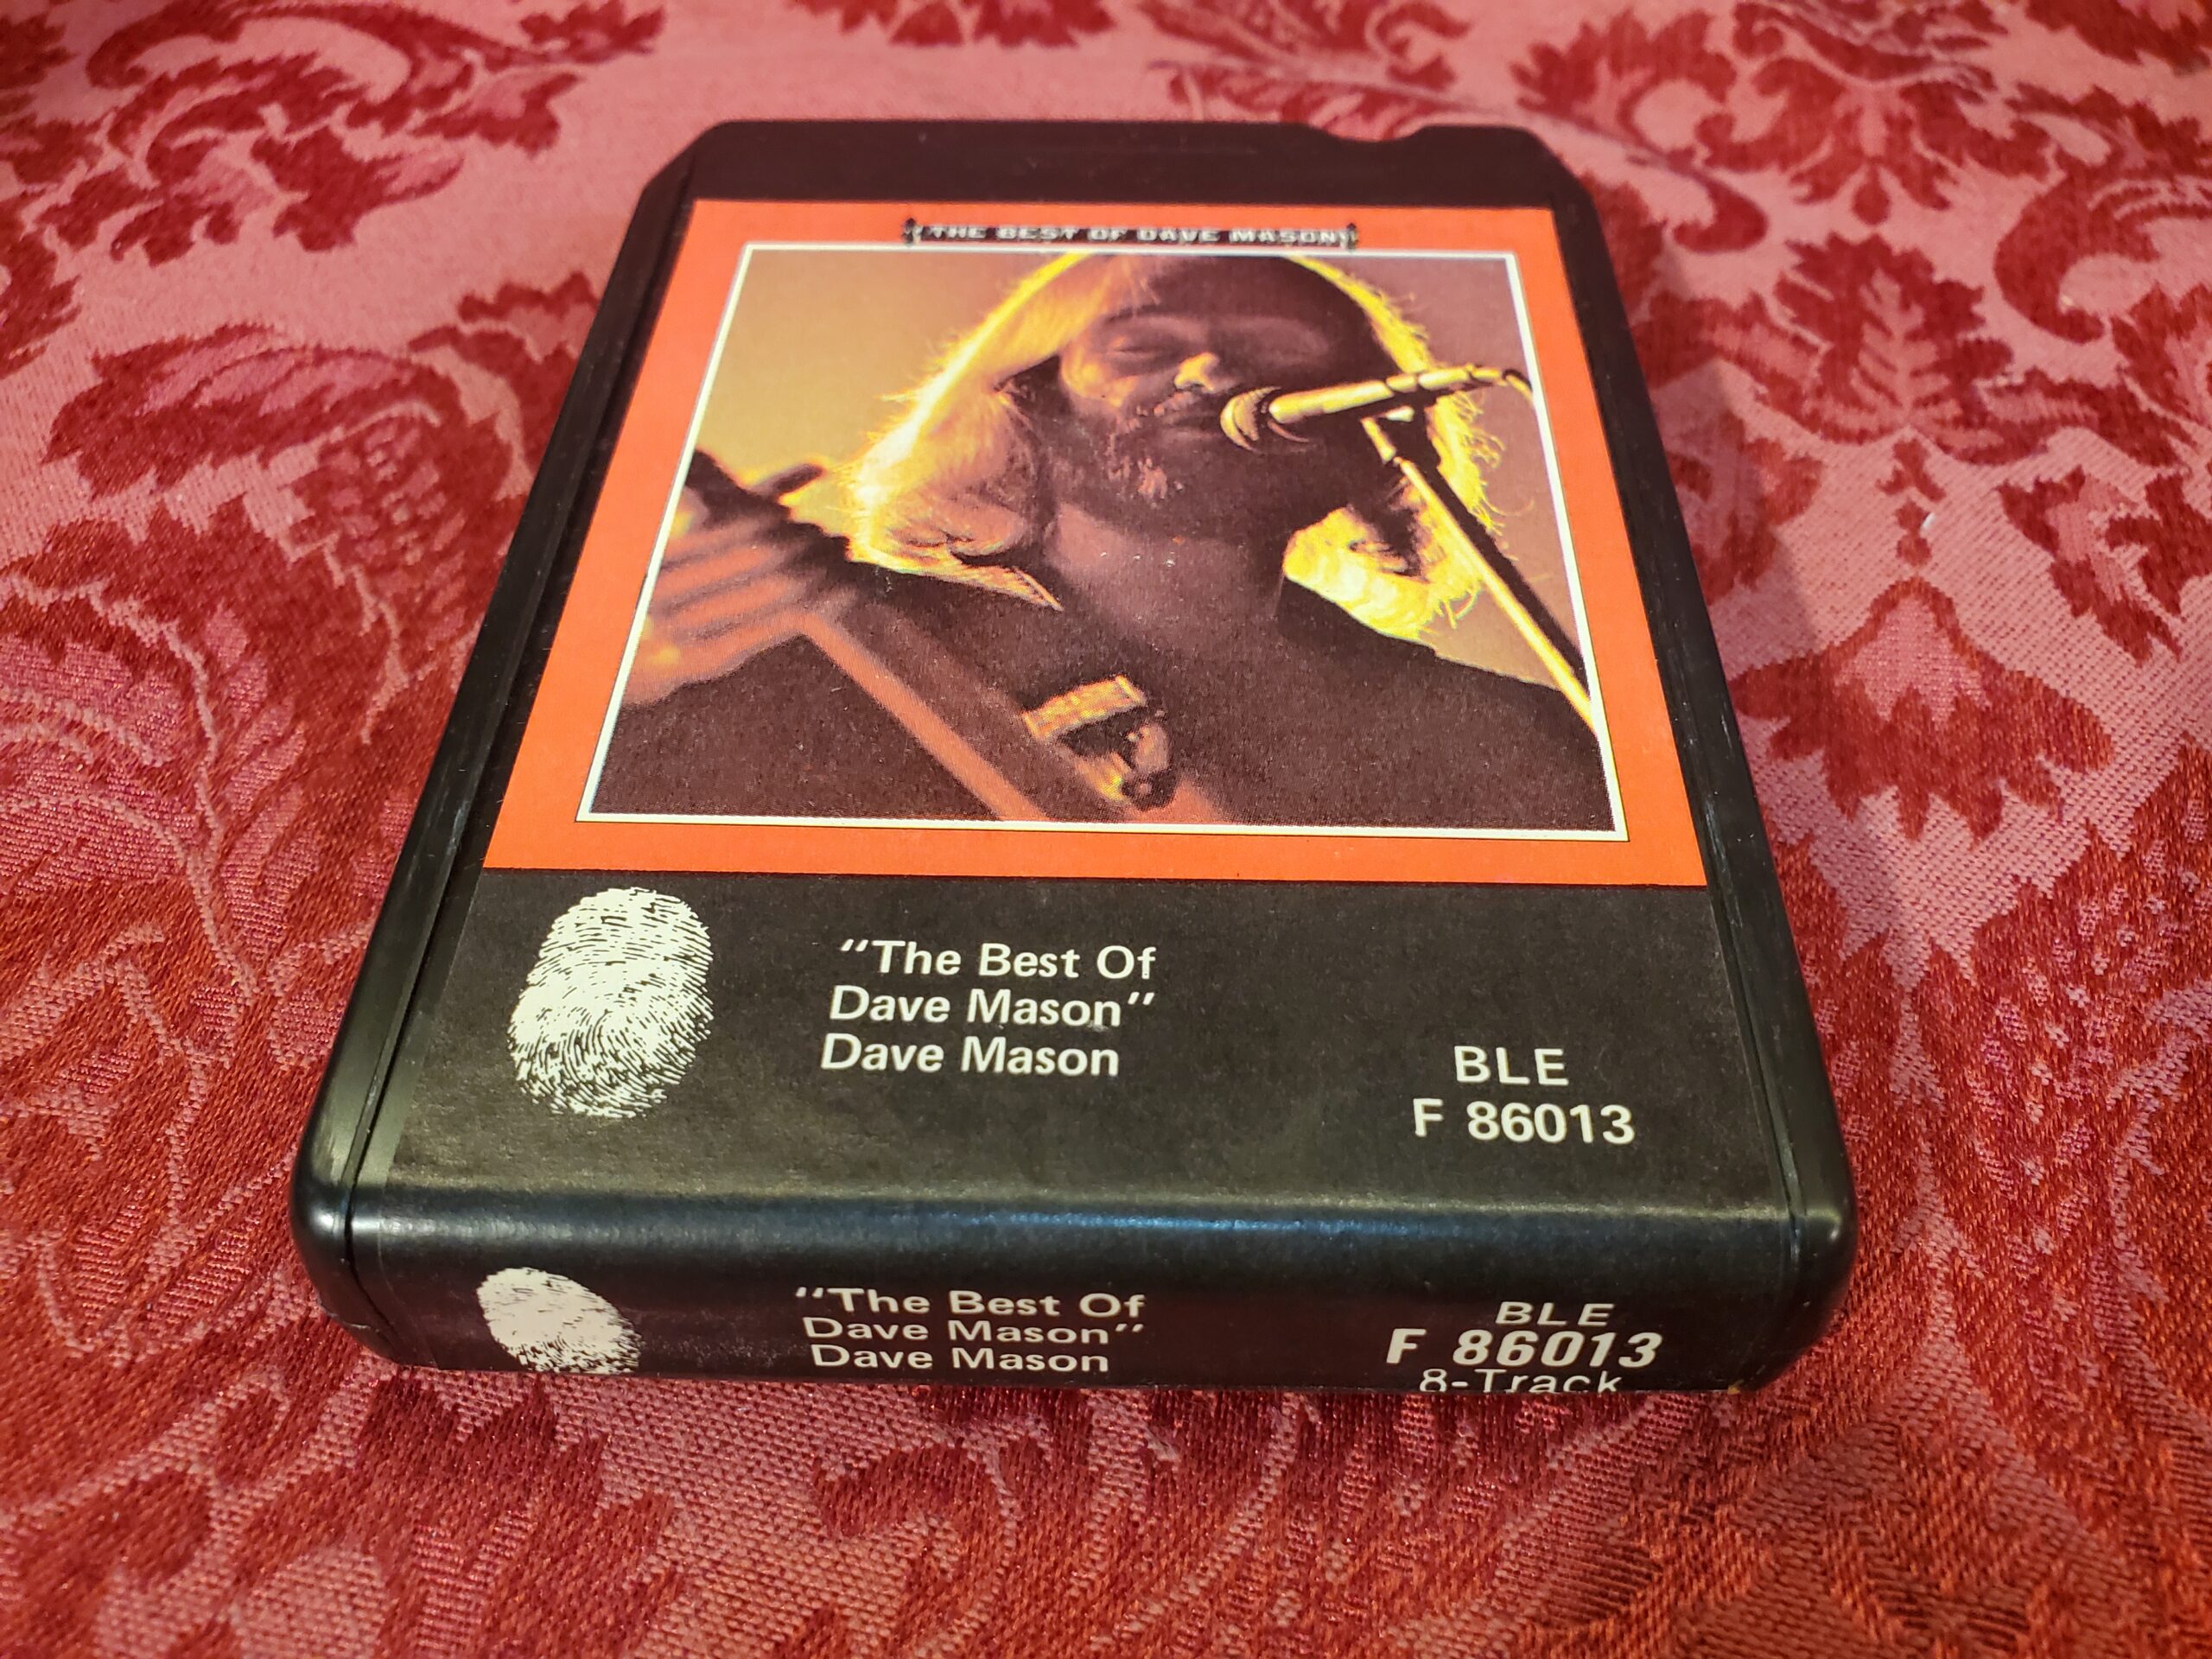 THE BEST OF DAVE MASON
“The Best Of
Dave Mason”
Dave Mason
BLE
F 86013
“The Best Of
Dave Mason”
Dave Mason
BLE
F 86013
8-Track